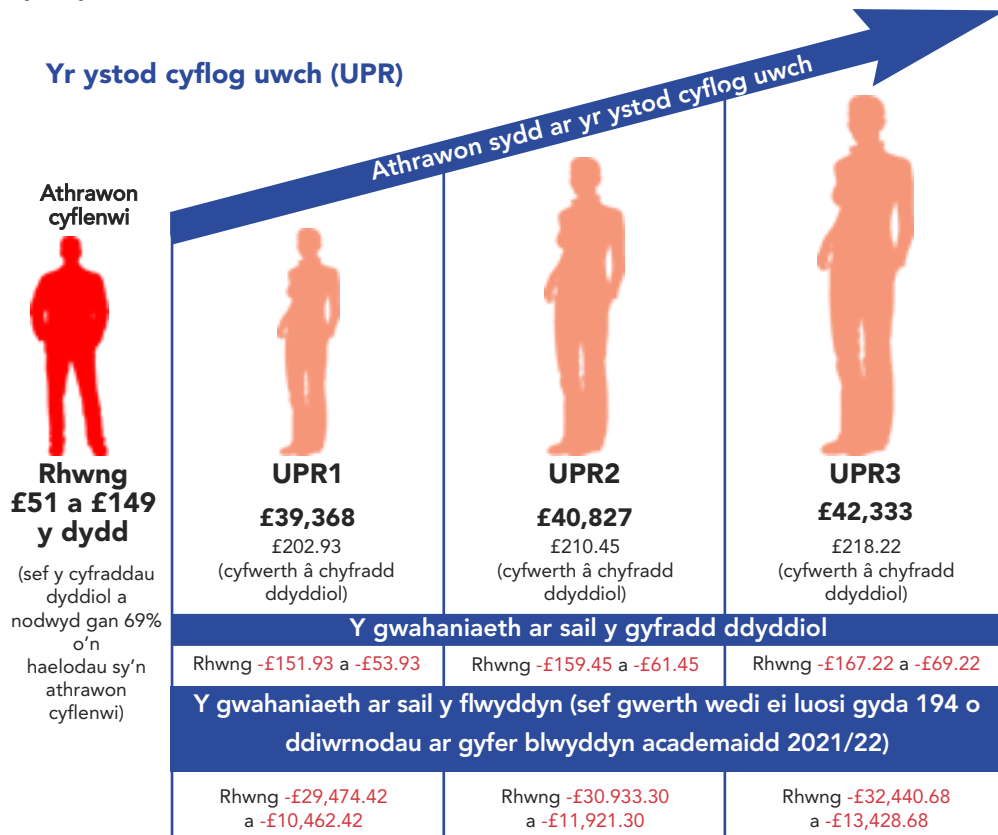 Yr ystod cyflog uwch (UPR)
Athrawon sydd ar yr ystod cyflog uwch
Athrawon
cyflenwi
Rhwng
£51 a £149
y dydd
(sef y cyfraddau
dyddiol a
nodwyd gan 69%
o'n
haelodau sy'n
athrawon
cyflenwi)
UPR1
£39,368
£202.93
(cyfwerth â chyfradd
ddyddiol)
UPR2
£40,827
£210.45
(cyfwerth â chyfradd
ddyddiol)
UPR3
£42,333
£218.22
(cyfwerth â chyfradd
ddyddiol)
Y gwahaniaeth ar sail y gyfradd ddyddiol
Rhwng -£151.93 a -£53.93
Rhwng -£159.45 a -£61.45
Rhwng -£167.22 a -£69.22
Y gwahaniaeth ar sail y flwyddyn (sef gwerth wedi ei luosi gyda 194 o
ddiwrnodau ar gyfer blwyddyn academaidd 2021/22)
Rhwng -£29,474.42
a -£10,462.42
Rhwng -£30.933.30
a -£11,921.30
Rhwng -£32,440.68
a -£13,428.68